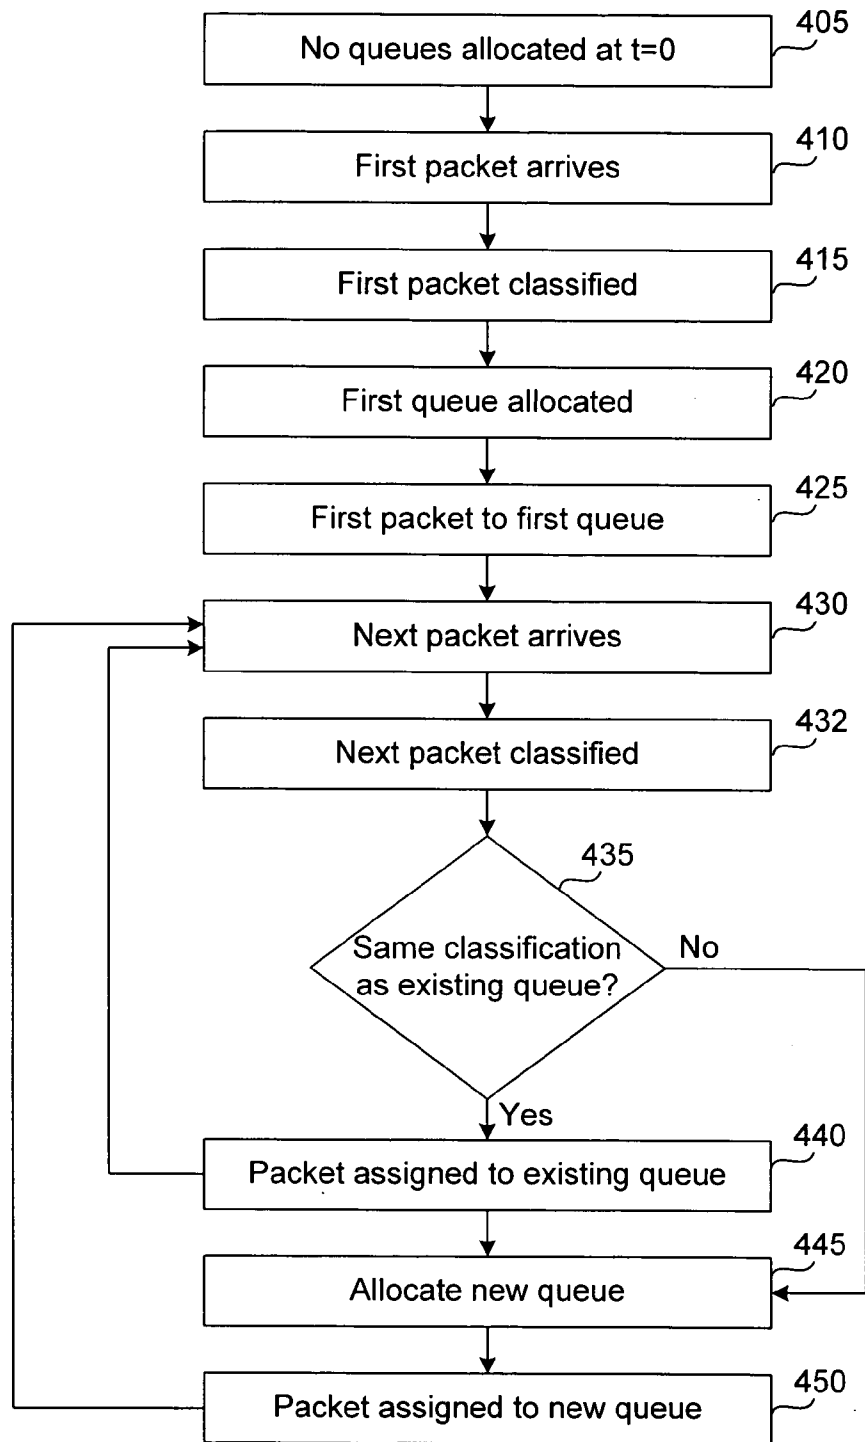 No queues allocated at t=0
405
First packet arrives
410
First packet classified
415
First queue allocated
420
First packet to first queue
425
Next packet arrives
430
Next packet classified
432
435
Same classification
as existing queue?
No
Yes
Packet assigned to existing queue
440
Allocate new queue
445
Packet assigned to new queue
450